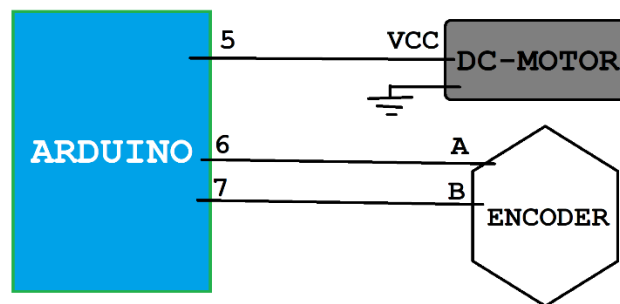 5 VCC
DC-MOTOR
ARDUINO
6 A
7 B
ENCODER